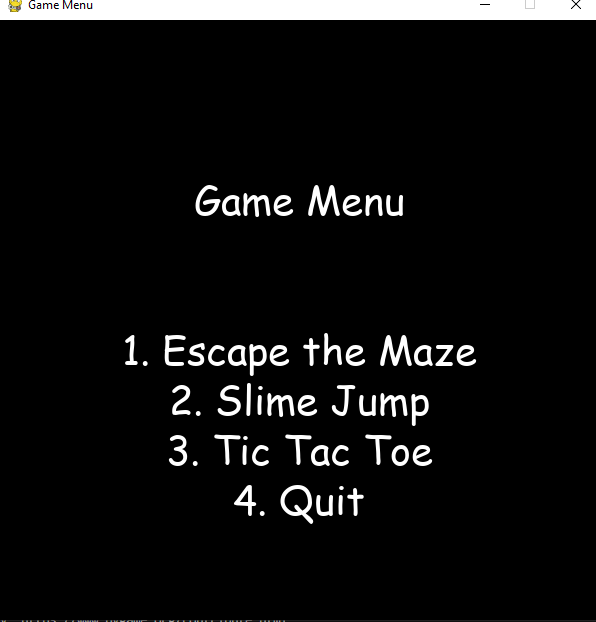 Game Menu
Game Menu
1. Escape the Maze
2. Slime Jump
3. Tic Tac Toe
4. Quit